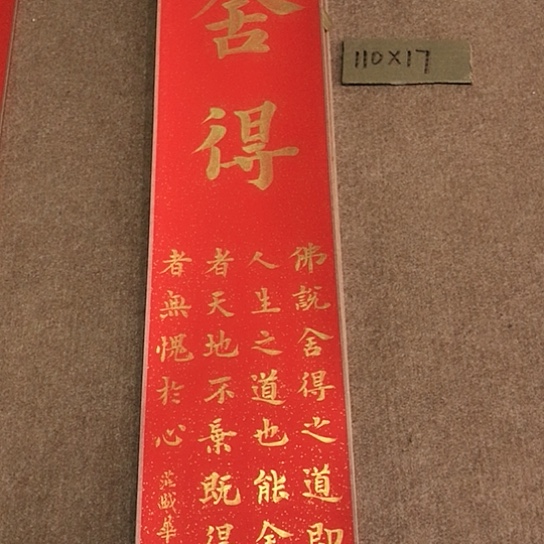 舍得
佛說舍得之道即
人生之道也能舍
者天地不棄既得
者無愧於心
110X17